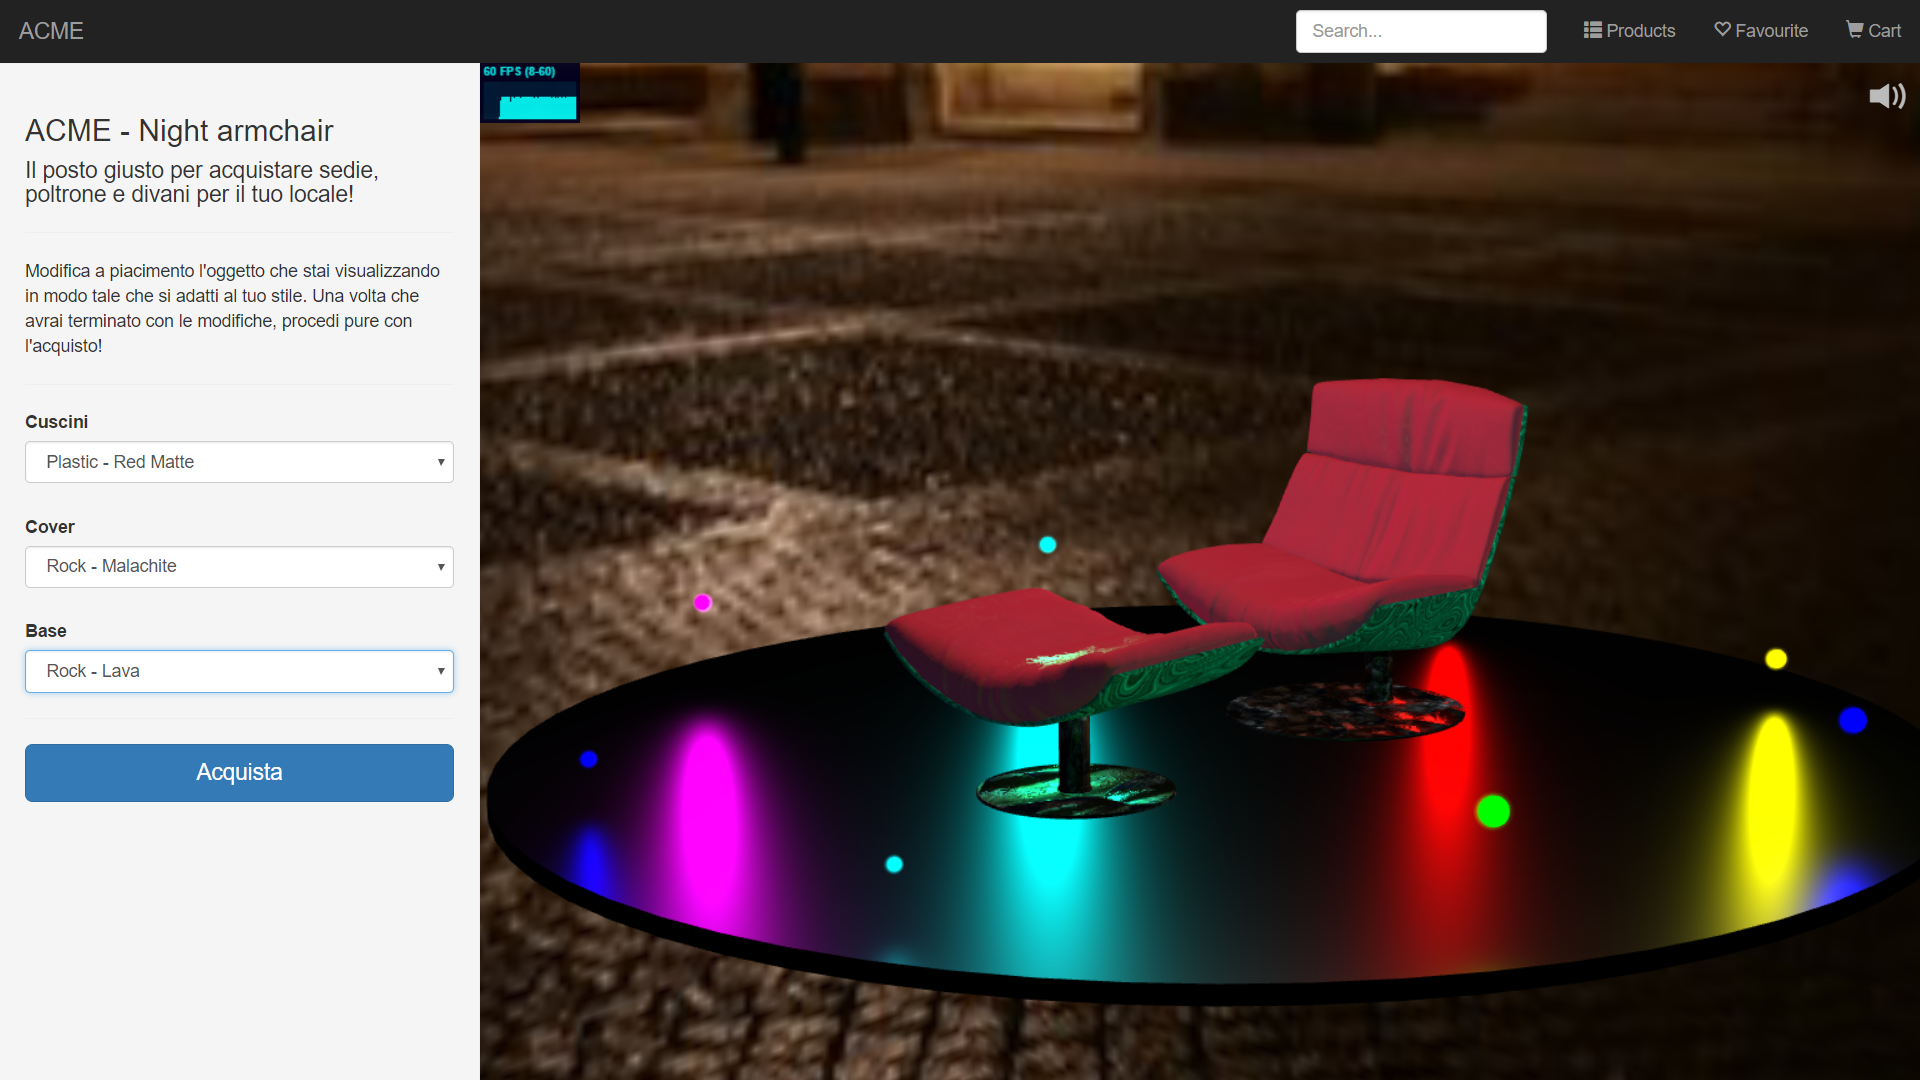 ACME
Search...
Products
Favourite
Cart
60 FPS (8-60)
ACME - Night armchair
Il posto giusto per acquistare sedie,
poltrone e divani per il tuo locale!
Modifica a piacimento l'oggetto che stai visualizzando
in modo tale che si adatti al tuo stile. Una volta che
avrai terminato con le modifiche, procedi pure con
l'acquisto!
Cuscini
Plastic - Red Matte
Cover
Rock - Malachite
Base
Rock - Lava
Acquista